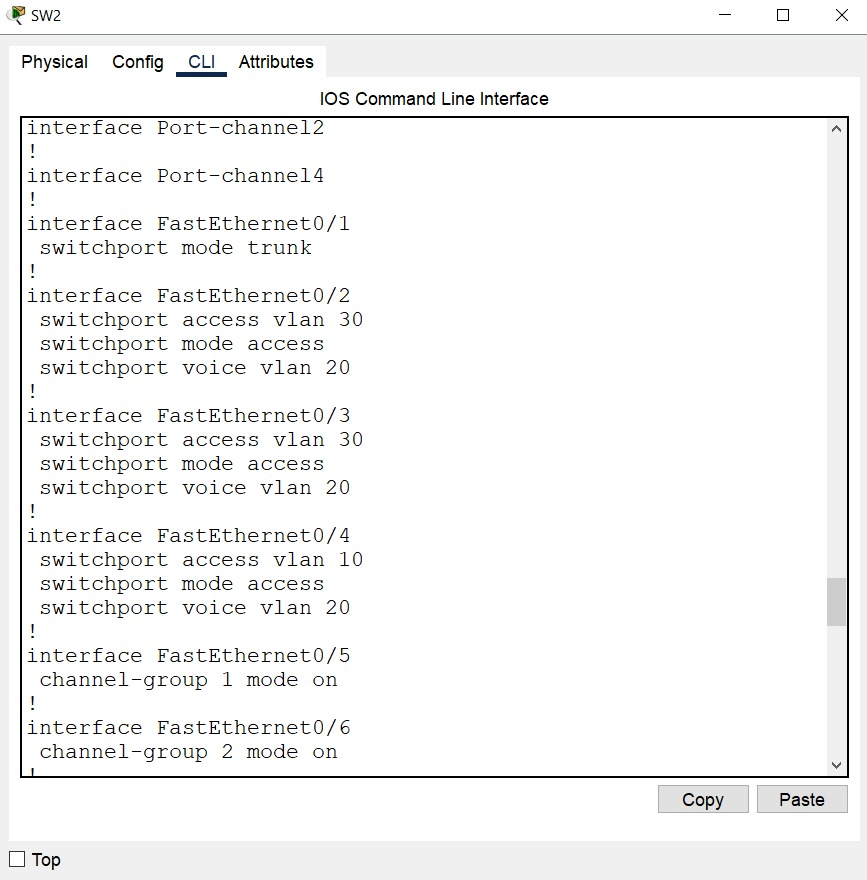 SW2
Physical Config CLI Attributes
IOS Command Line Interface
interface Port-channel2
!
interface Port-channel4
!
interface FastEthernet0/1
 switchport mode trunk
!
interface FastEthernet0/2
 switchport access vlan 30
 switchport mode access
 switchport voice vlan 20
!
interface FastEthernet0/3
 switchport access vlan 30
 switchport mode access
 switchport voice vlan 20
!
interface FastEthernet0/4
 switchport access vlan 10
 switchport mode access
 switchport voice vlan 20
!
interface FastEthernet0/5
 channel-group 1 mode on
!
interface FastEthernet0/6
 channel-group 2 mode on
!
Copy Paste
Top